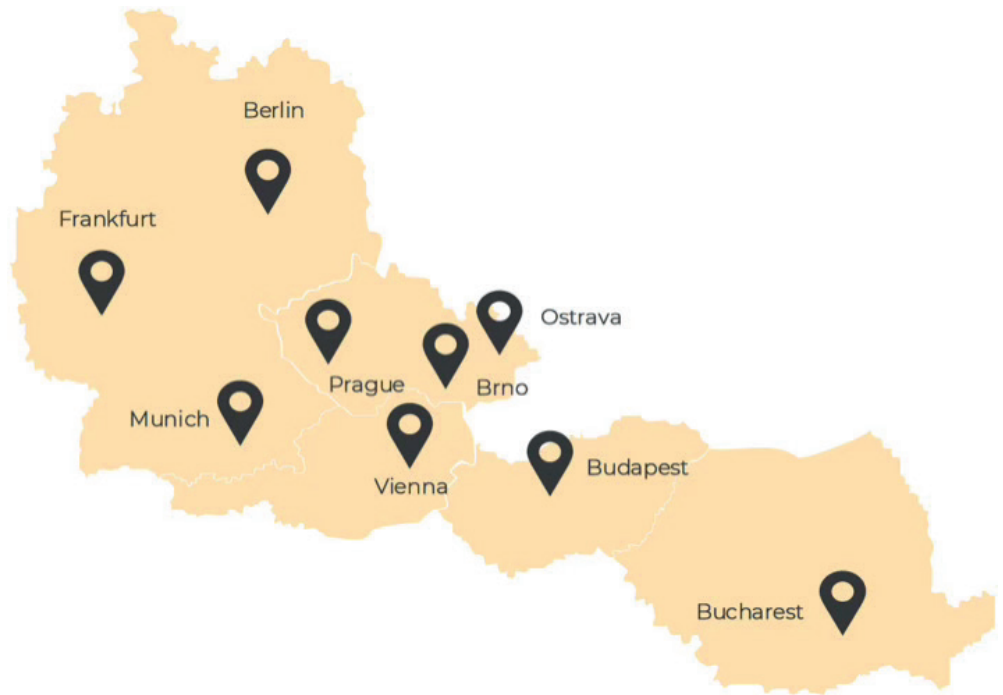 Berlin
Frankfurt
Ostrava
Prague
Brno
Munich
Vienna
Budapest
Bucharest